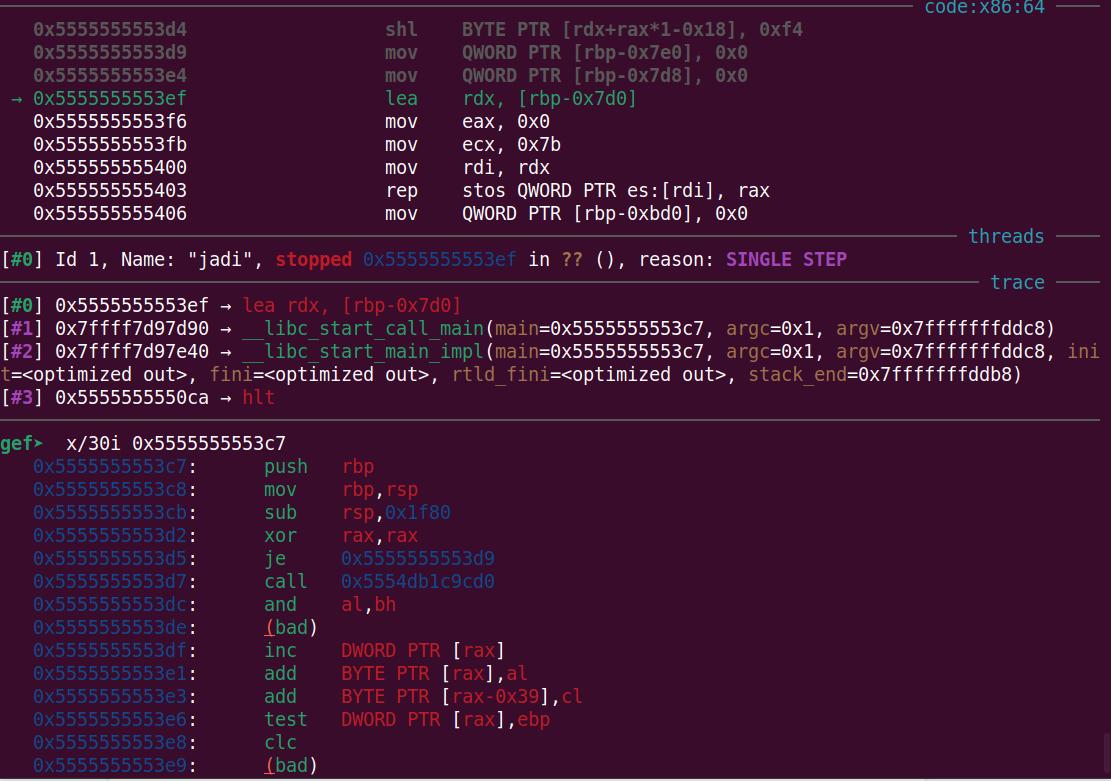 code:x86:64
0x5555555553d4 shl BYTE PTR [rdx+rax*1-0x18], 0xf4
0x5555555553d9 mov QWORD PTR [rbp-0x7e0], 0x0
0x5555555553e4 mov QWORD PTR [rbp-0x7d8], 0x0
→ 0x5555555553ef lea rdx, [rbp-0x7d0]
0x5555555553f6 mov eax, 0x0
0x5555555553fb mov ecx, 0x7b
0x555555555400 mov rdi, rdx
0x555555555403 rep stos QWORD PTR es:[rdi], rax
0x555555555406 mov QWORD PTR [rbp-0xbd0], 0x0
threads
[#0] Id 1, Name: "jadi", stopped 0x5555555553ef in ?? (), reason: SINGLE STEP
trace
[#0] 0x5555555553ef → lea rdx, [rbp-0x7d0]
[#1] 0x7ffff7d97d90 → __libc_start_call_main(main=0x5555555553c7, argc=0x1, argv=0x7fffffffddc8)
[#2] 0x7ffff7d97e40 → __libc_start_main_impl(main=0x5555555553c7, argc=0x1, argv=0x7fffffffddc8, ini
t=<optimized out>, fini=<optimized out>, rtld_fini=<optimized out>, stack_end=0x7fffffffddb8)
[#3] 0x5555555550ca → hlt
gef➤ x/30i 0x5555555553c7
0x5555555553c7: push rbp
0x5555555553c8: mov rbp,rsp
0x5555555553cb: sub rsp,0x1f80
0x5555555553d2: xor rax,rax
0x5555555553d5: je 0x5555555553d9
0x5555555553d7: call 0x5554db1c9cd0
0x5555555553dc: and al,bh
0x5555555553de: (bad)
0x5555555553df: inc DWORD PTR [rax]
0x5555555553e1: add BYTE PTR [rax],al
0x5555555553e3: add BYTE PTR [rax-0x39],cl
0x5555555553e6: test DWORD PTR [rax],ebp
0x5555555553e8: clc
0x5555555553e9: (bad)